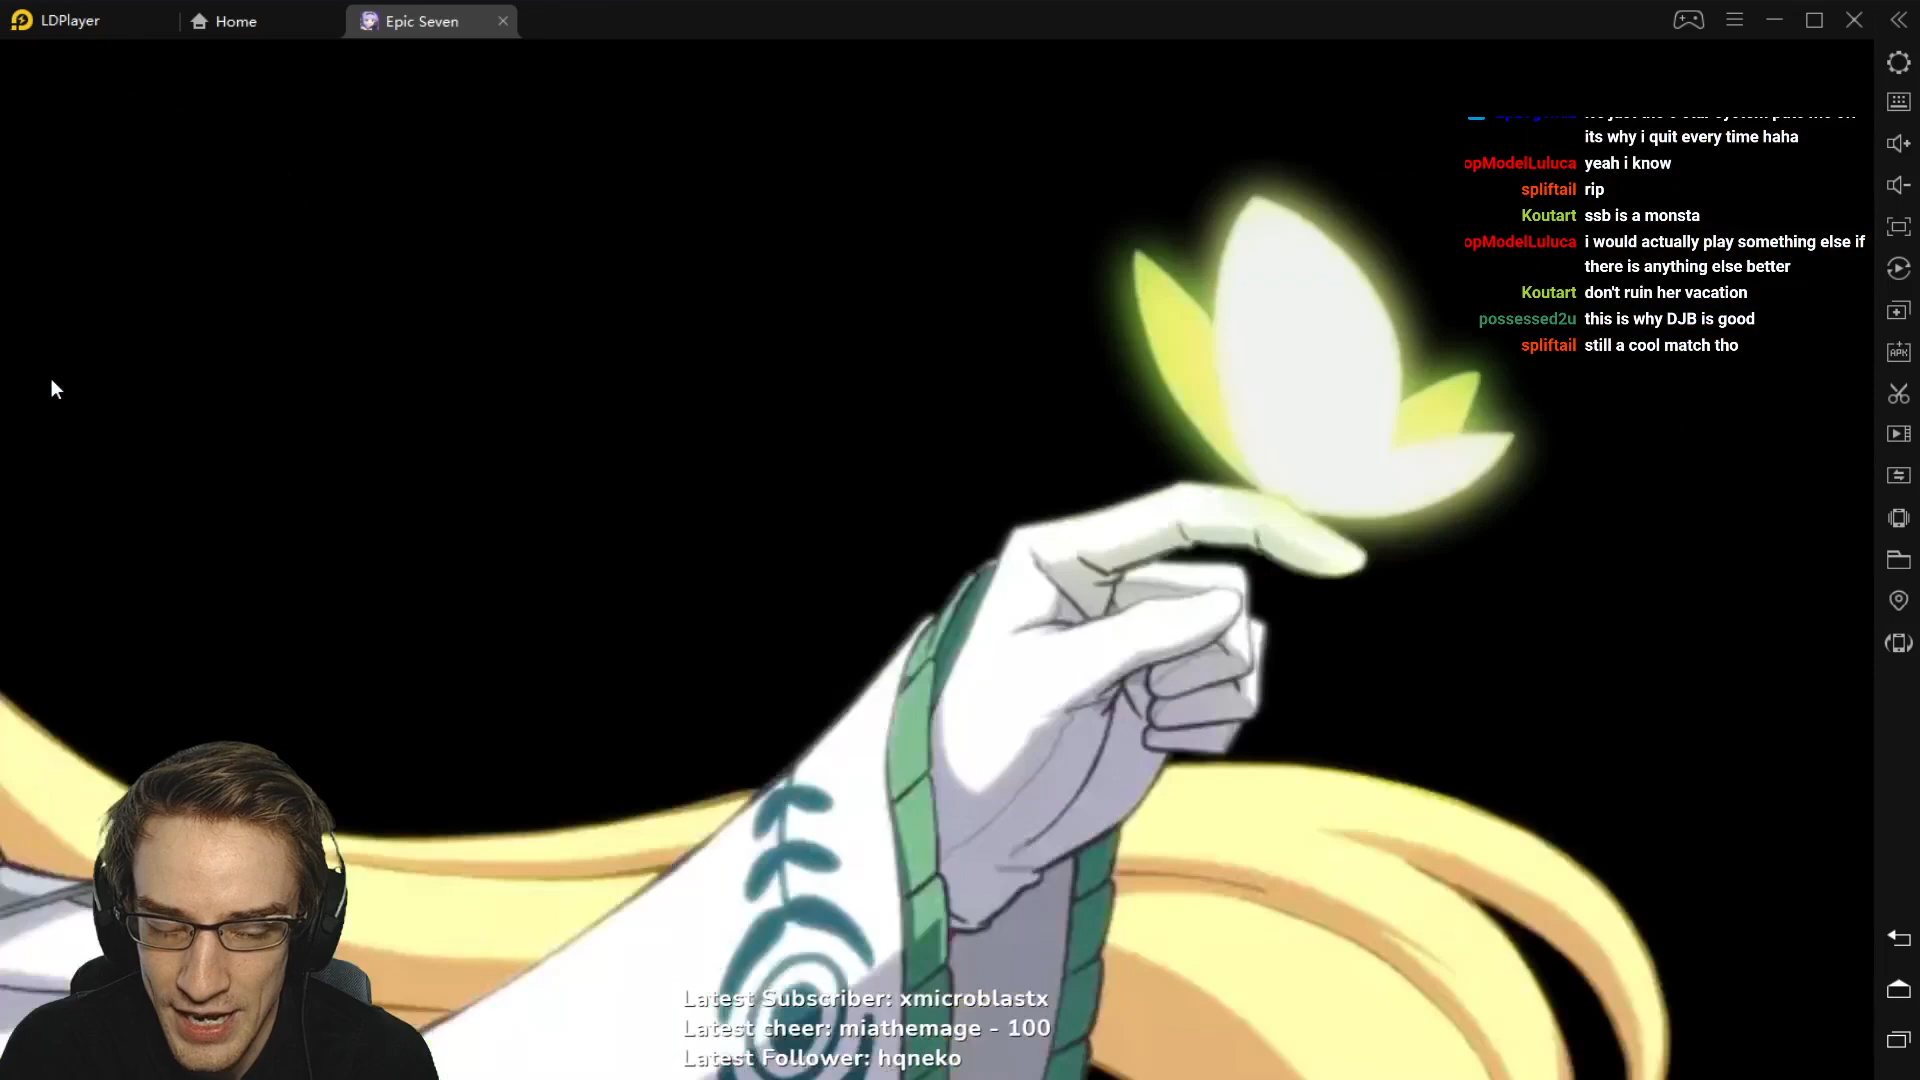 LDPlayer
Home
Epic Seven
its why i quit every time haha
opModelLuluca yeah i know
spliftail rip
Koutart ssb is a monsta
opModelLuluca i would actually play something else if
there is anything else better
Koutart don't ruin her vacation
possessed2u this is why DJB is good
spliftail still a cool match tho
APK
Latest Subscriber: xmicroblastx
Latest cheer: miathemage - 100
Latest Follower: hqneko